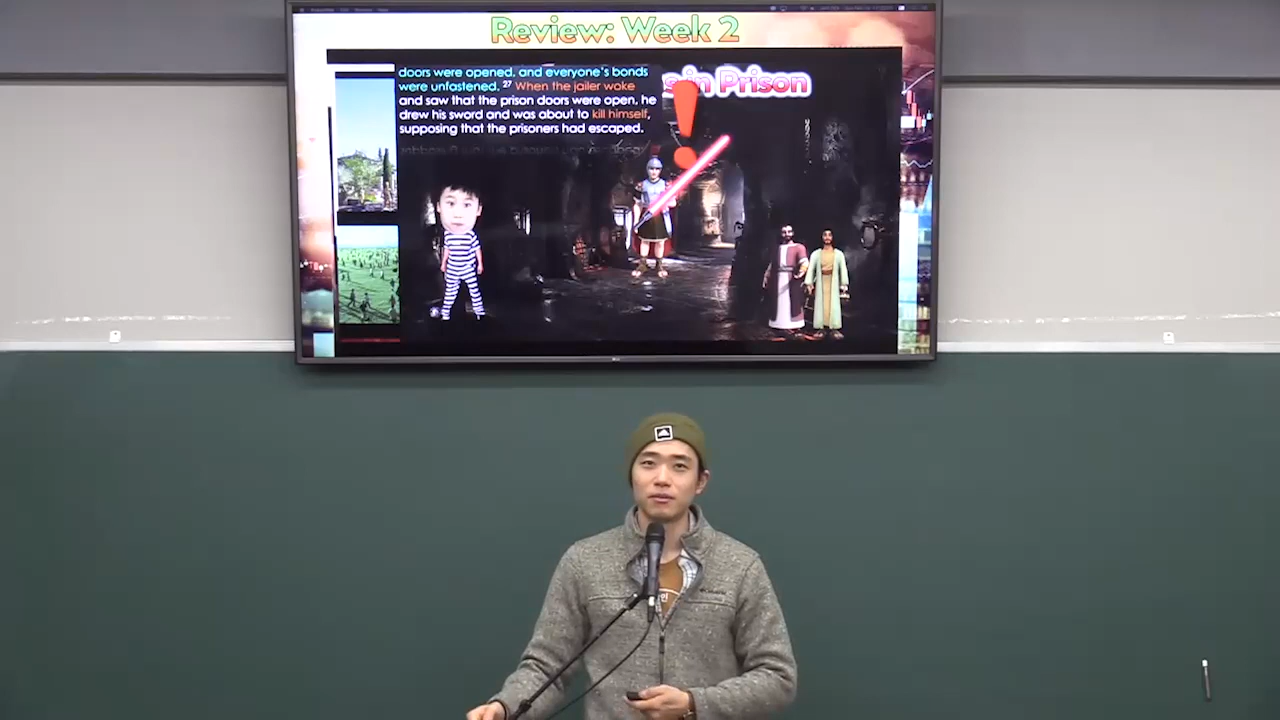 Review: Week 2
doors were opened, and everyone's bonds
were unfastened. 27 When the jailer woke
and saw that the prison doors were open, he
drew his sword and was about to kill himself,
supposing that the prisoners had escaped.
in Prison
!